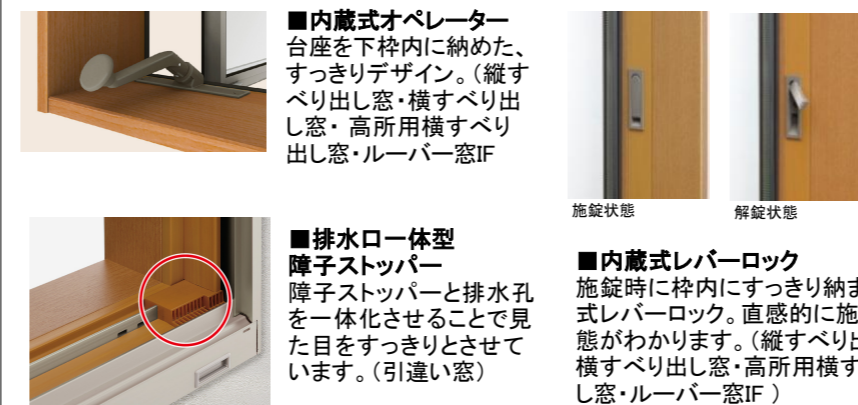 ■内蔵式オペレーター
台座を下枠内に納めた、
すっきりデザイン。（縦す
べり出し窓・横すべり出
し窓・ 高所用横すべり
出し窓・ルーバー窓IF
施錠状態
解錠状態
■排水口一体型
障子ストッパー
障子ストッパーと排水孔
を一体化させることで見
た目をすっきりとさせて
います。（引違い窓）
■内蔵式レバーロック
施錠時に枠内にすっきり納ま
式レバーロック。直感的に施
態がわかります。（縦すべり出
横すべり出し窓・高所用横す
し窓・ルーバー窓IF ）